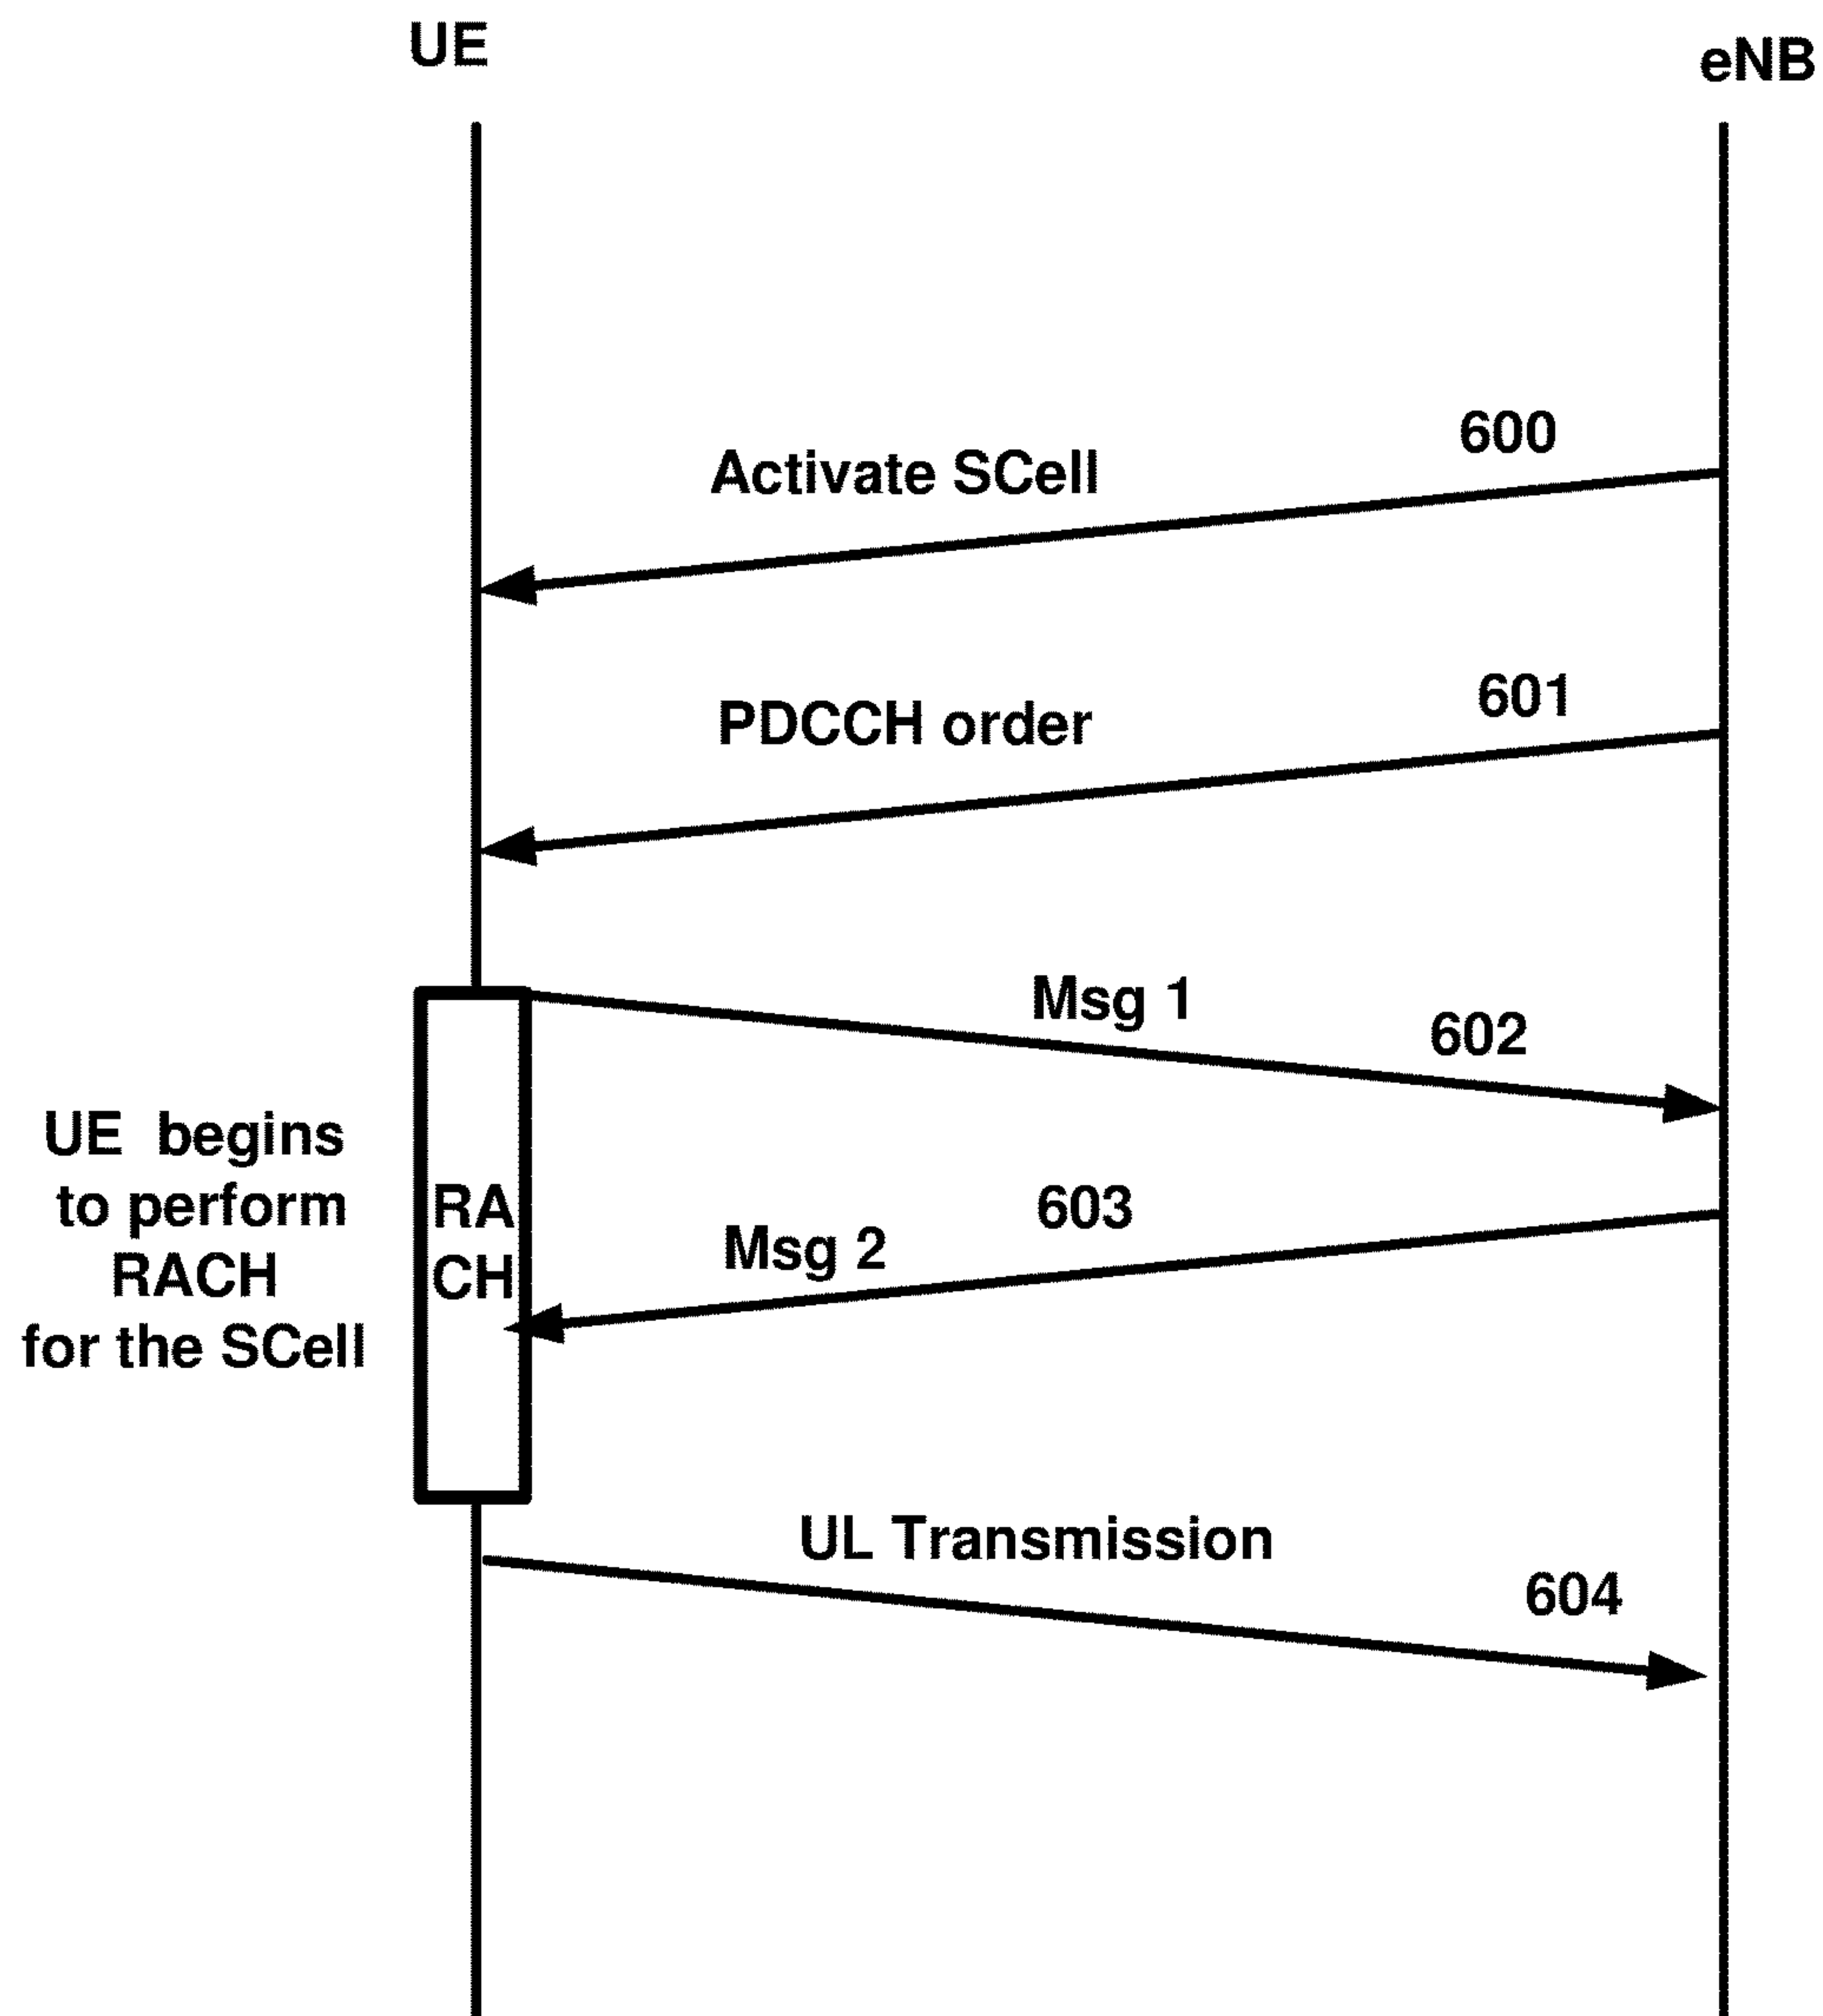 UE
eNB
600
Activate SCell
601
PDCCH order
Msg 1
602
UE begins
to perform
RACH
for the SCell
RA
CH
603
Msg 2
UL Transmission
604